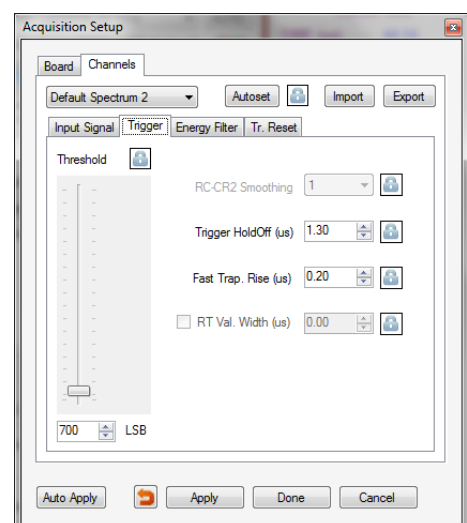 Acquisition Setup
Board Channels
Default Spectrum 2 Autoset Import Export
Input Signal Trigger Energy Filter Tr. Reset
Threshold
RC-CR2 Smoothing 1
Trigger HoldOff (us) 1.30
Fast Trap. Rise (us) 0.20
RT Val. Width (us) 0.00
700 LSB
Auto Apply Apply Done Cancel